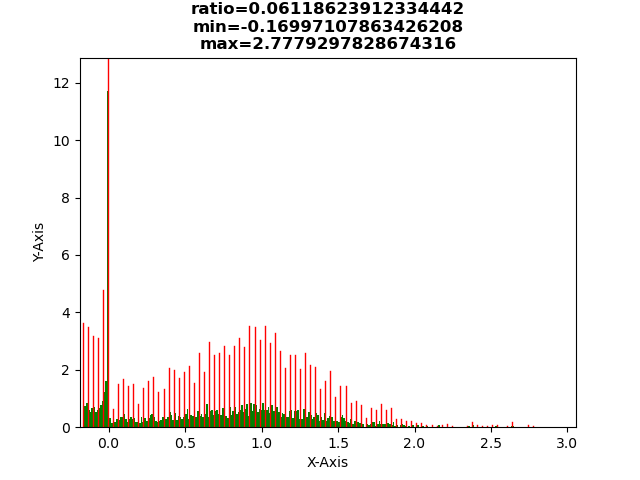 ratio=0.06118623912334442
min=-0.16997107863426208
max=2.7779297828674316
12
10
8
6
4
2
0
Y-Axis
0.0 0.5 1.0 1.5 2.0 2.5 3.0
X-Axis